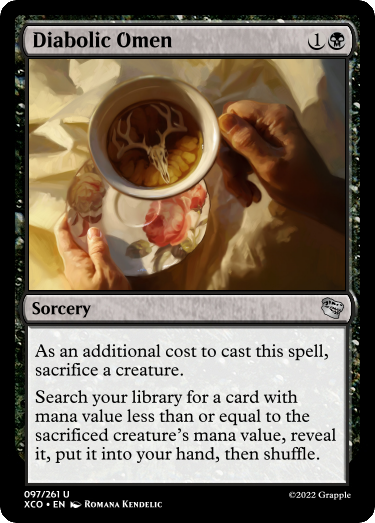 Diabolic Omen 1
Sorcery
As an additional cost to cast this spell,
sacrifice a creature.
Search your library for a card with
mana value less than or equal to the
sacrificed creature's mana value, reveal
it, put it into your hand, then shuffle.
097/261 U
XCO • EN Romana Kendelic
©2022 Grapple